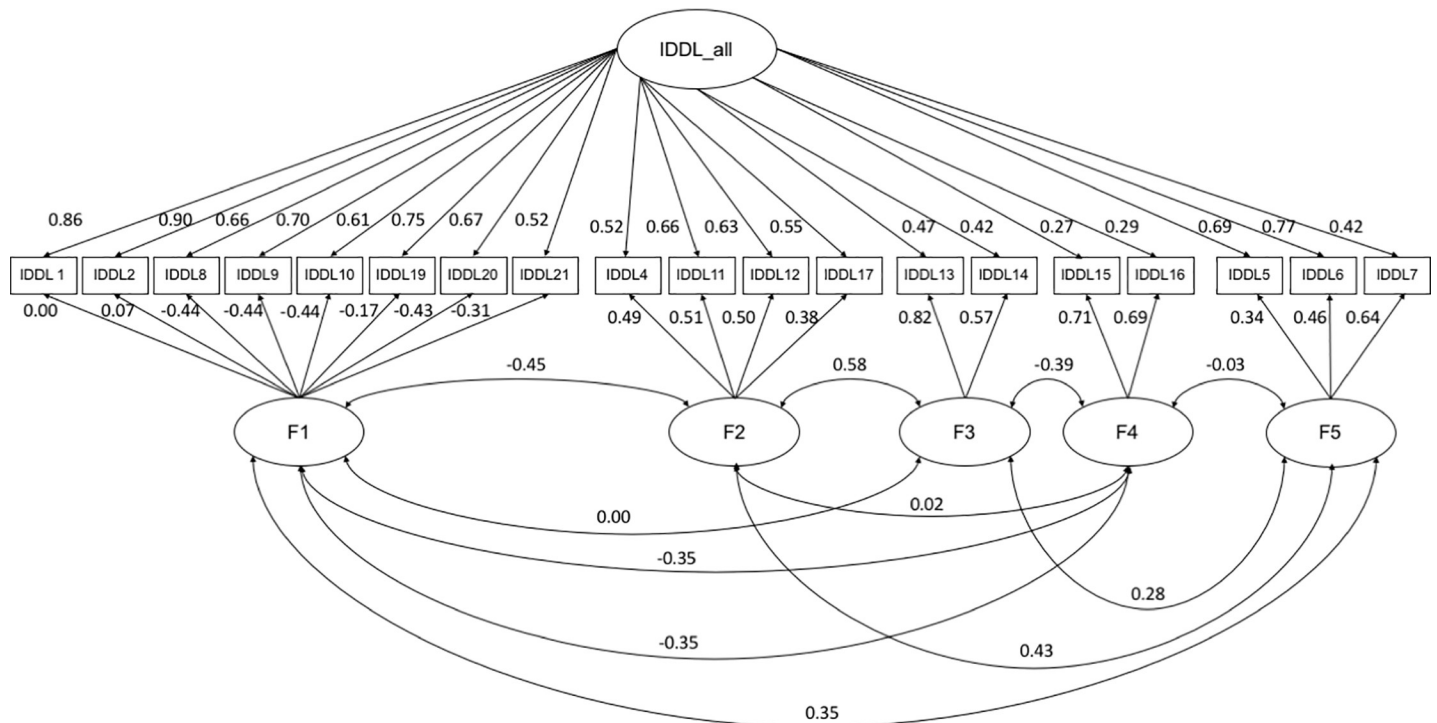 IDDL_all
0.86 0.90 0.66 0.70 0.61 0.75 0.67 0.52 0.52 0.66 0.63 0.55 0.47 0.42 0.27 0.29 0.69 0.77 0.42
IDDL 1 IDDL2 IDDL8 IDDL9 IDDL10 IDDL19 IDDL20 IDDL21 IDDL4 IDDL11 IDDL12 IDDL17 IDDL13 IDDL14 IDDL15 IDDL16 IDDL5 IDDL6 IDDL7
0.00 0.07 -0.44 -0.44 -0.44 -0.17 -0.43 -0.31 0.49 0.51 0.50 0.38 0.82 0.57 0.71 0.69 0.34 0.46 0.64
-0.45 0.58 -0.39 -0.03
F1 F2 F3 F4 F5
0.02
0.00
-0.35
0.28
-0.35
0.43
0.35